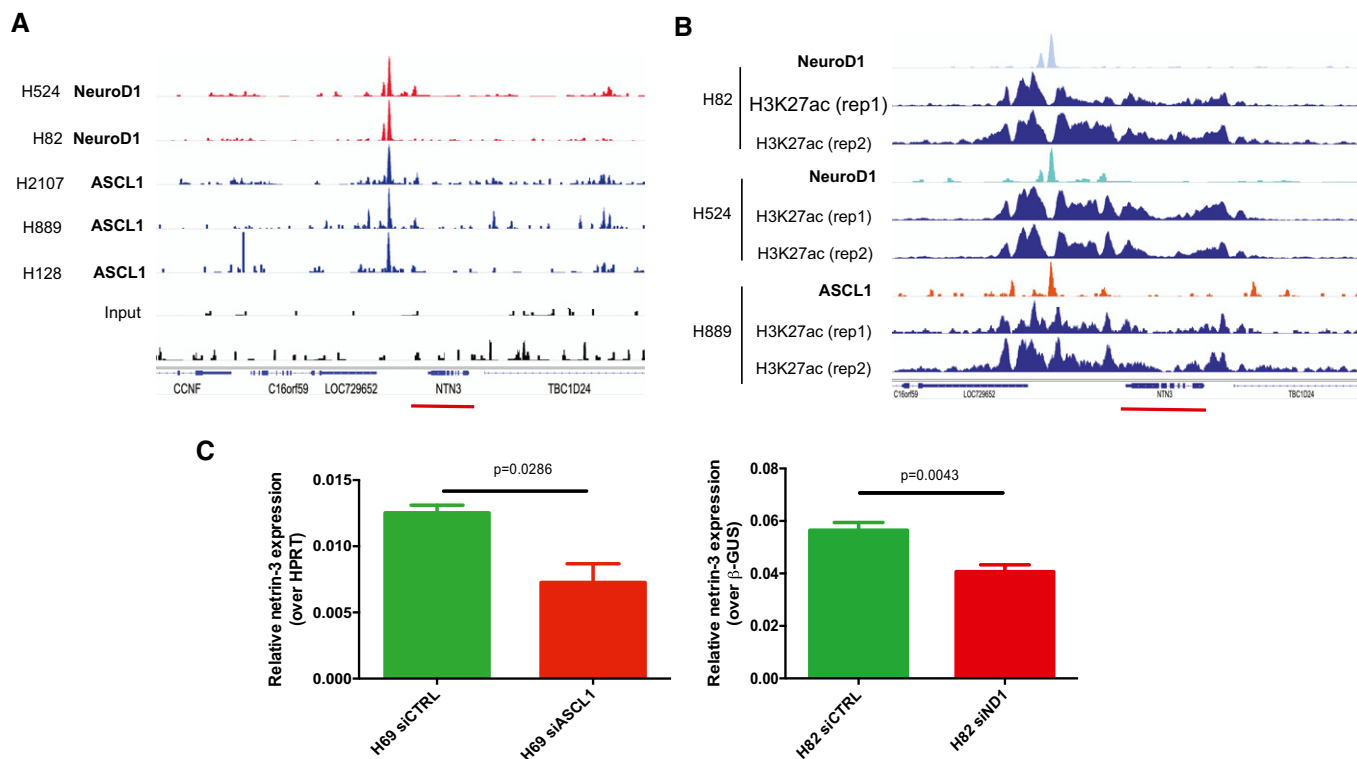 A
H524 NeuroD1
H82 NeuroD1
H2107 ASCL1
H889 ASCL1
H128 ASCL1
Input
CCNF C16orf59 LOC729652 NTN3 TBC1D24
B
NeuroD1
H82 H3K27ac (rep1)
H3K27ac (rep2)
NeuroD1
H524 H3K27ac (rep1)
H3K27ac (rep2)
ASCL1
H889 H3K27ac (rep1)
H3K27ac (rep2)
C16orf59 LOC729652 NTN3 TBC1D24
C
p=0.0286
Relative netrin-3 expression
(over HPRT)
0.015
0.010
0.005
0.000
H69 siCTRL
H69 siASCL1
p=0.0043
Relative netrin-3 expression
(over β-GUS)
0.08
0.06
0.04
0.02
0.00
H82 siCTRL
H82 siND1